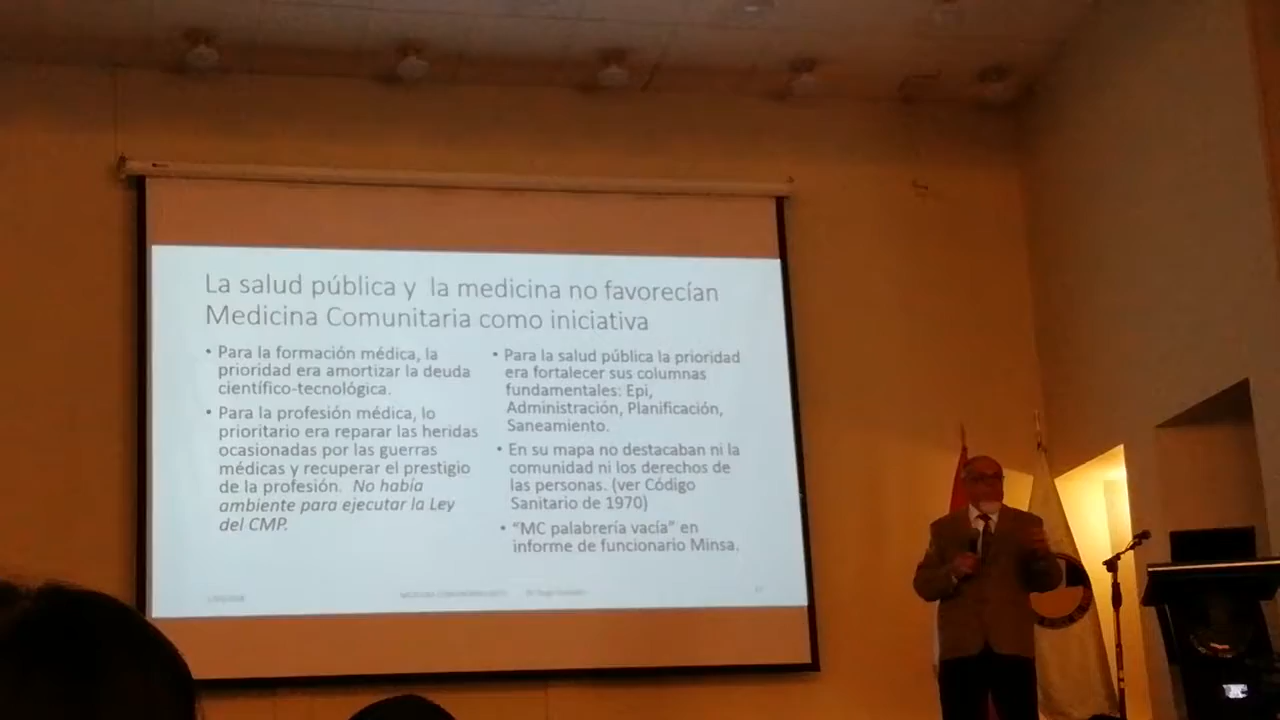 La salud pública y la medicina no favorecían
Medicina Comunitaria como iniciativa
• Para la formación médica, la
prioridad era amortizar la deuda
científico-tecnológica.
• Para la profesión médica, lo
prioritario era reparar las heridas
ocasionadas por las guerras
médicas y recuperar el prestigio
de la profesión. No había
ambiente para ejecutar la Ley
del CMP.
• Para la salud pública la prioridad
era fortalecer sus columnas
fundamentales: Epi,
Administración, Planificación,
Saneamiento.
• En su mapa no destacaban ni la
comunidad ni los derechos de
las personas. (ver Código
Sanitario de 1970)
• “MC palabrería vacía” en
informe de funcionario Minsa.